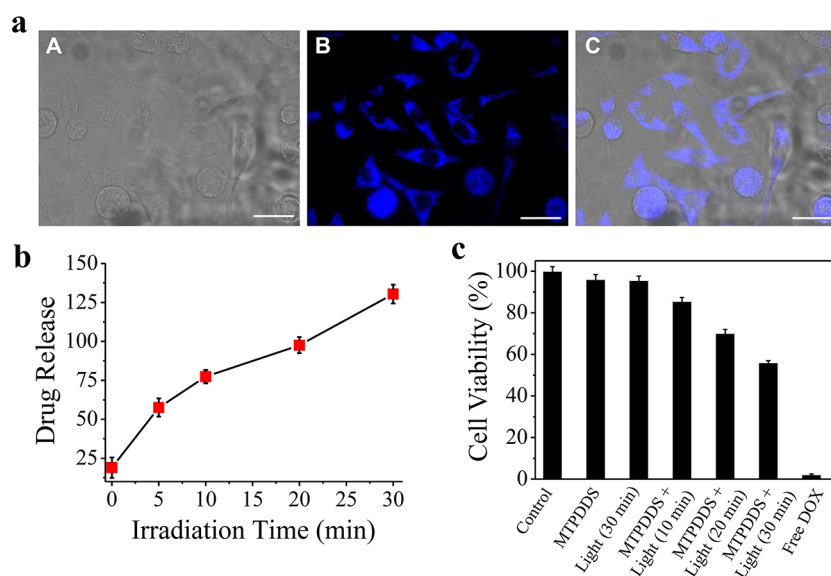 a
A
B
C
b
150
125
100
75
50
25
0
5
10
20
30
Drug Release
Irradiation Time (min)
c
100
80
60
40
20
0
Cell Viability (%)
Control
MTPDDS
Light (30 min)
MTPDDS +
Light (10 min)
MTPDDS +
Light (20 min)
MTPDDS +
Light (30 min)
Free DOX